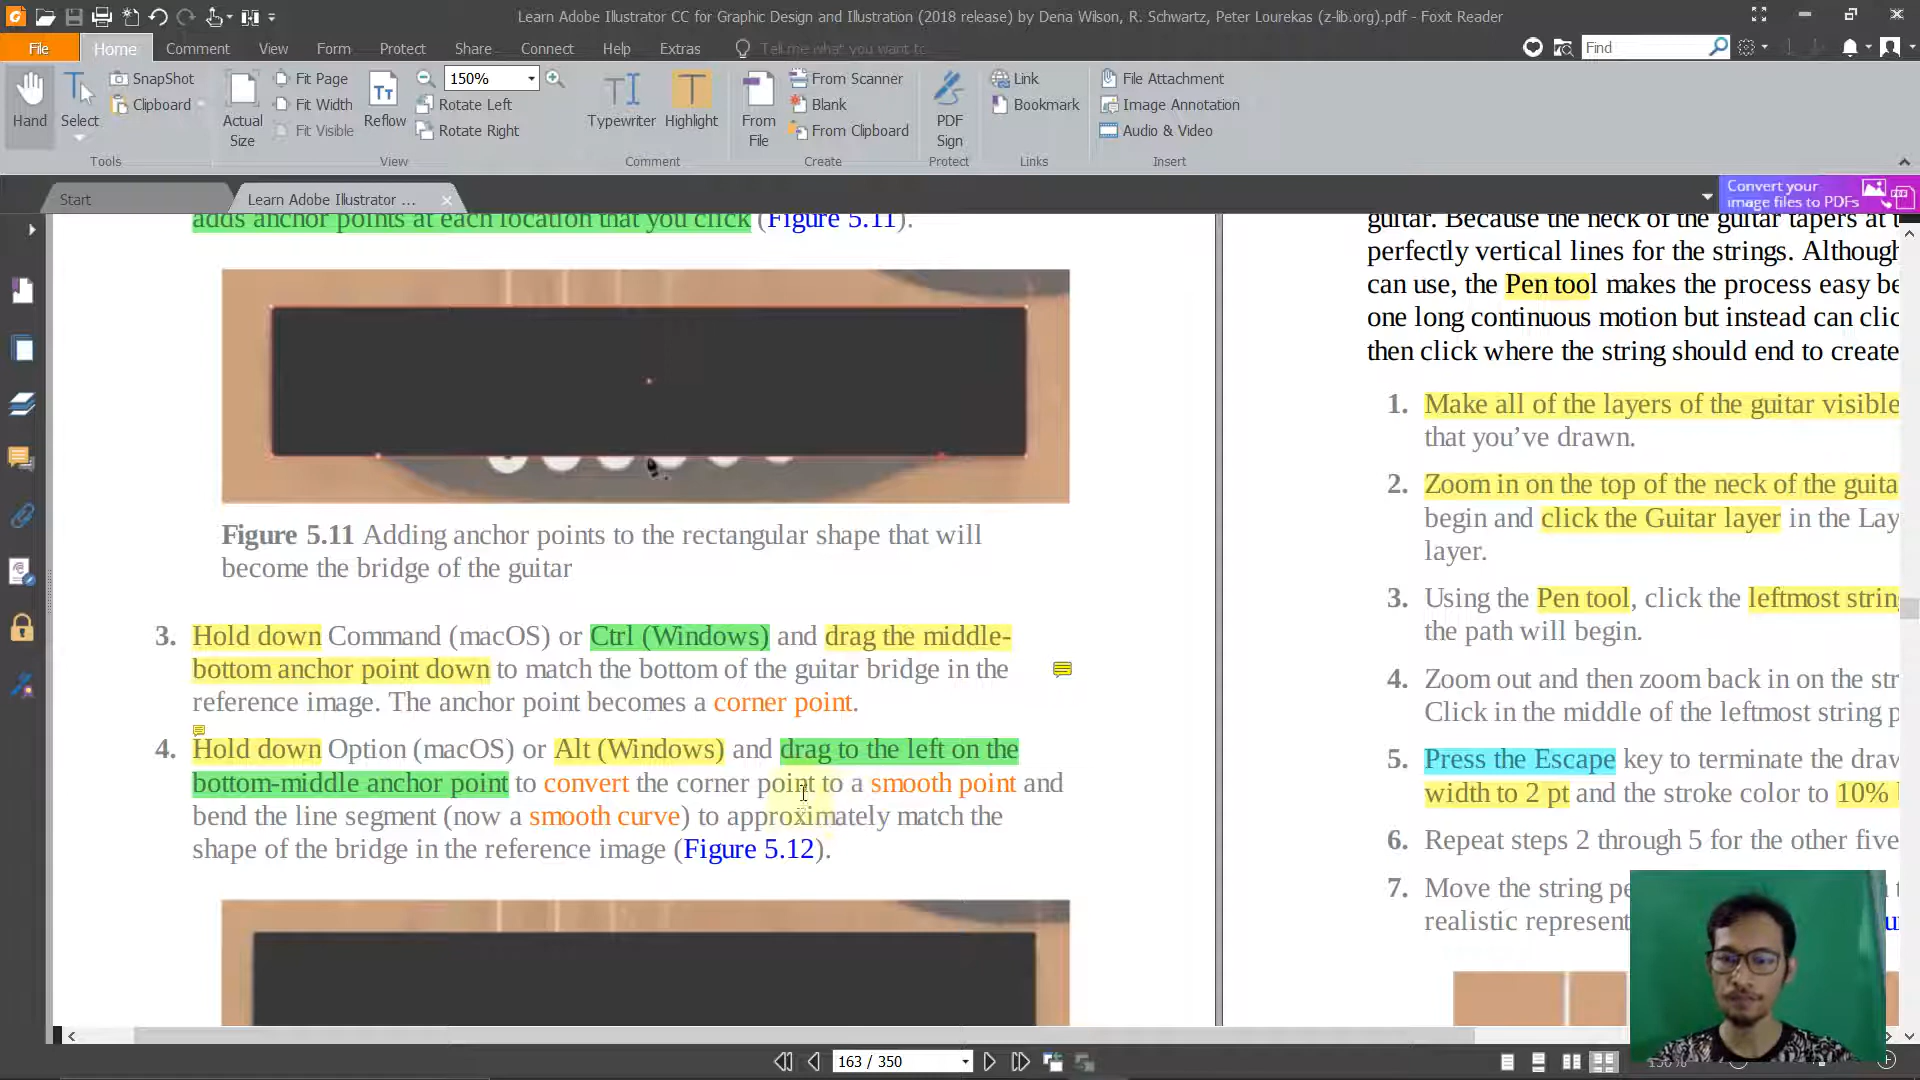 Learn Adobe Illustrator CC for Graphic Design and Illustration (2018 release) by Dena Wilson, R. Schwartz, Peter Lourekas (z-lib.org).pdf - Foxit Reader
File Home Comment View Form Protect Share Connect Help Extras Tell me what you want to Find
Hand
Select
SnapShot
Clipboard
Tools
Actual Size
Fit Page
Fit Width
Fit Visible
Reflow
150%
Rotate Left
Rotate Right
View
Typewriter
Highlight
Comment
From File
From Scanner
Blank
From Clipboard
Create
PDF Sign
Protect
Link
Bookmark
Links
File Attachment
Image Annotation
Audio & Video
Insert
Start
Learn Adobe Illustrator ...
Convert your
image files to PDFs
adds anchor points at each location that you click (Figure 5.11).
Figure 5.11 Adding anchor points to the rectangular shape that will
become the bridge of the guitar
3. Hold down Command (macOS) or Ctrl (Windows) and drag the middle-
bottom anchor point down to match the bottom of the guitar bridge in the
reference image. The anchor point becomes a corner point.
4. Hold down Option (macOS) or Alt (Windows) and drag to the left on the
bottom-middle anchor point to convert the corner point to a smooth point and
bend the line segment (now a smooth curve) to approximately match the
shape of the bridge in the reference image (Figure 5.12).
guitar. Because the neck of the guitar tapers at t
perfectly vertical lines for the strings. Although
can use, the Pen tool makes the process easy be
one long continuous motion but instead can clic
then click where the string should end to create
1. Make all of the layers of the guitar visible
that you've drawn.
2. Zoom in on the top of the neck of the guita
begin and click the Guitar layer in the Lay
layer.
3. Using the Pen tool, click the leftmost string
the path will begin.
4. Zoom out and then zoom back in on the str
Click in the middle of the leftmost string p
5. Press the Escape key to terminate the draw
width to 2 pt and the stroke color to 10%
6. Repeat steps 2 through 5 for the other five
7. Move the string pe
realistic represent
163 / 350
150%